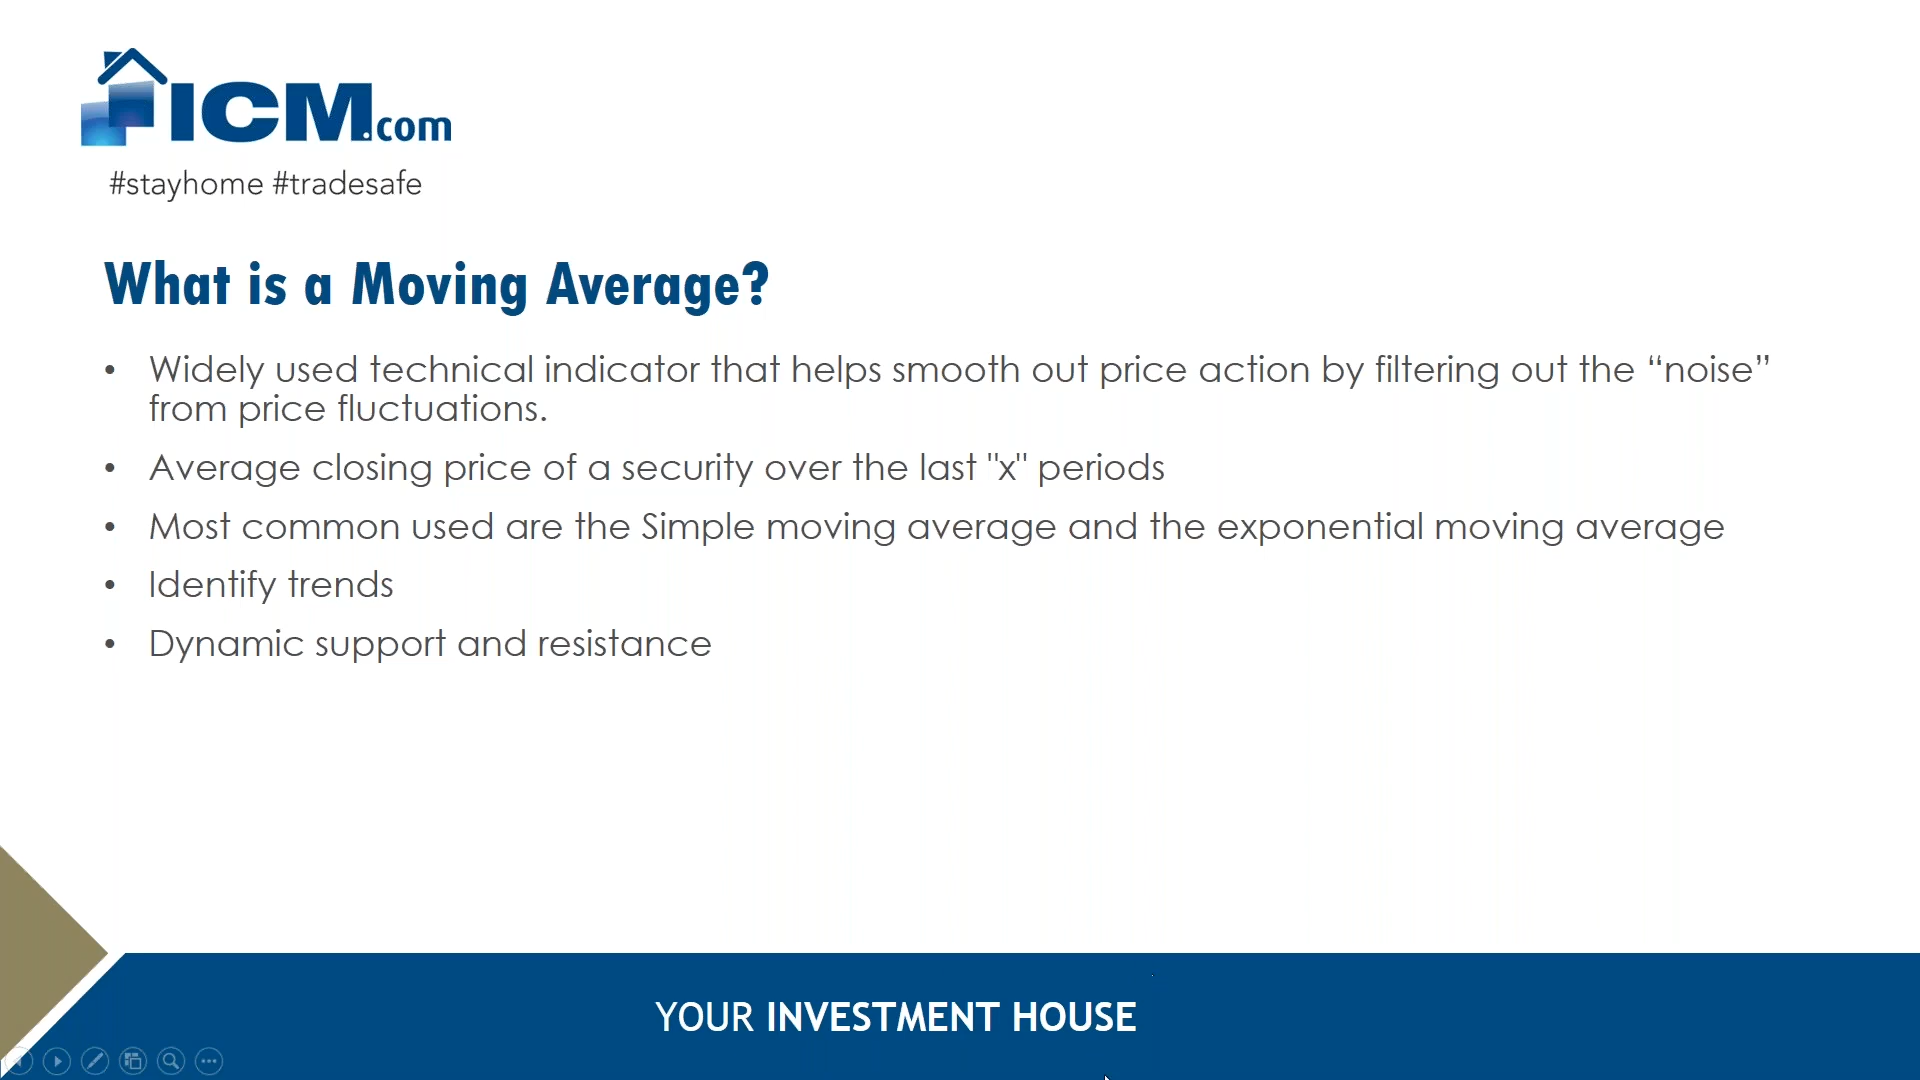 ICM.com
#stayhome #tradesafe
What is a Moving Average?
• Widely used technical indicator that helps smooth out price action by filtering out the “noise”
from price fluctuations.
• Average closing price of a security over the last "x" periods
• Most common used are the Simple moving average and the exponential moving average
• Identify trends
• Dynamic support and resistance
YOUR INVESTMENT HOUSE